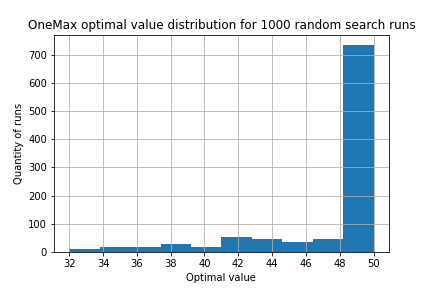 OneMax optimal value distribution for 1000 random search runs
700
600
500
400
300
200
100
0
Quantity of runs
32 34 36 38 40 42 44 46 48 50
Optimal value